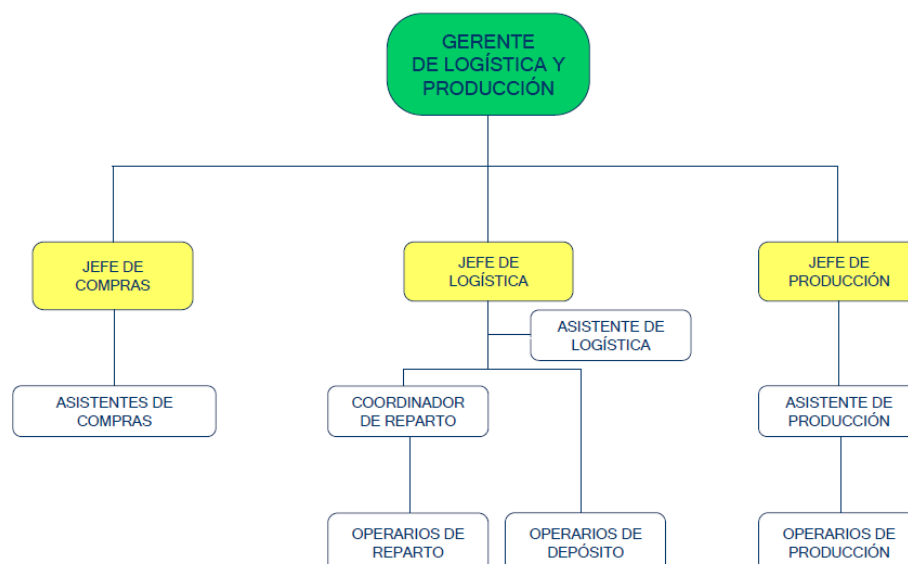 GERENTE
DE LOGÍSTICA Y
PRODUCCIÓN
JEFE DE
COMPRAS
JEFE DE
LOGÍSTICA
JEFE DE
PRODUCCIÓN
ASISTENTE DE
LOGÍSTICA
ASISTENTES DE
COMPRAS
COORDINADOR
DE REPARTO
ASISTENTE DE
PRODUCCIÓN
OPERARIOS DE
REPARTO
OPERARIOS DE
DEPÓSITO
OPERARIOS DE
PRODUCCIÓN